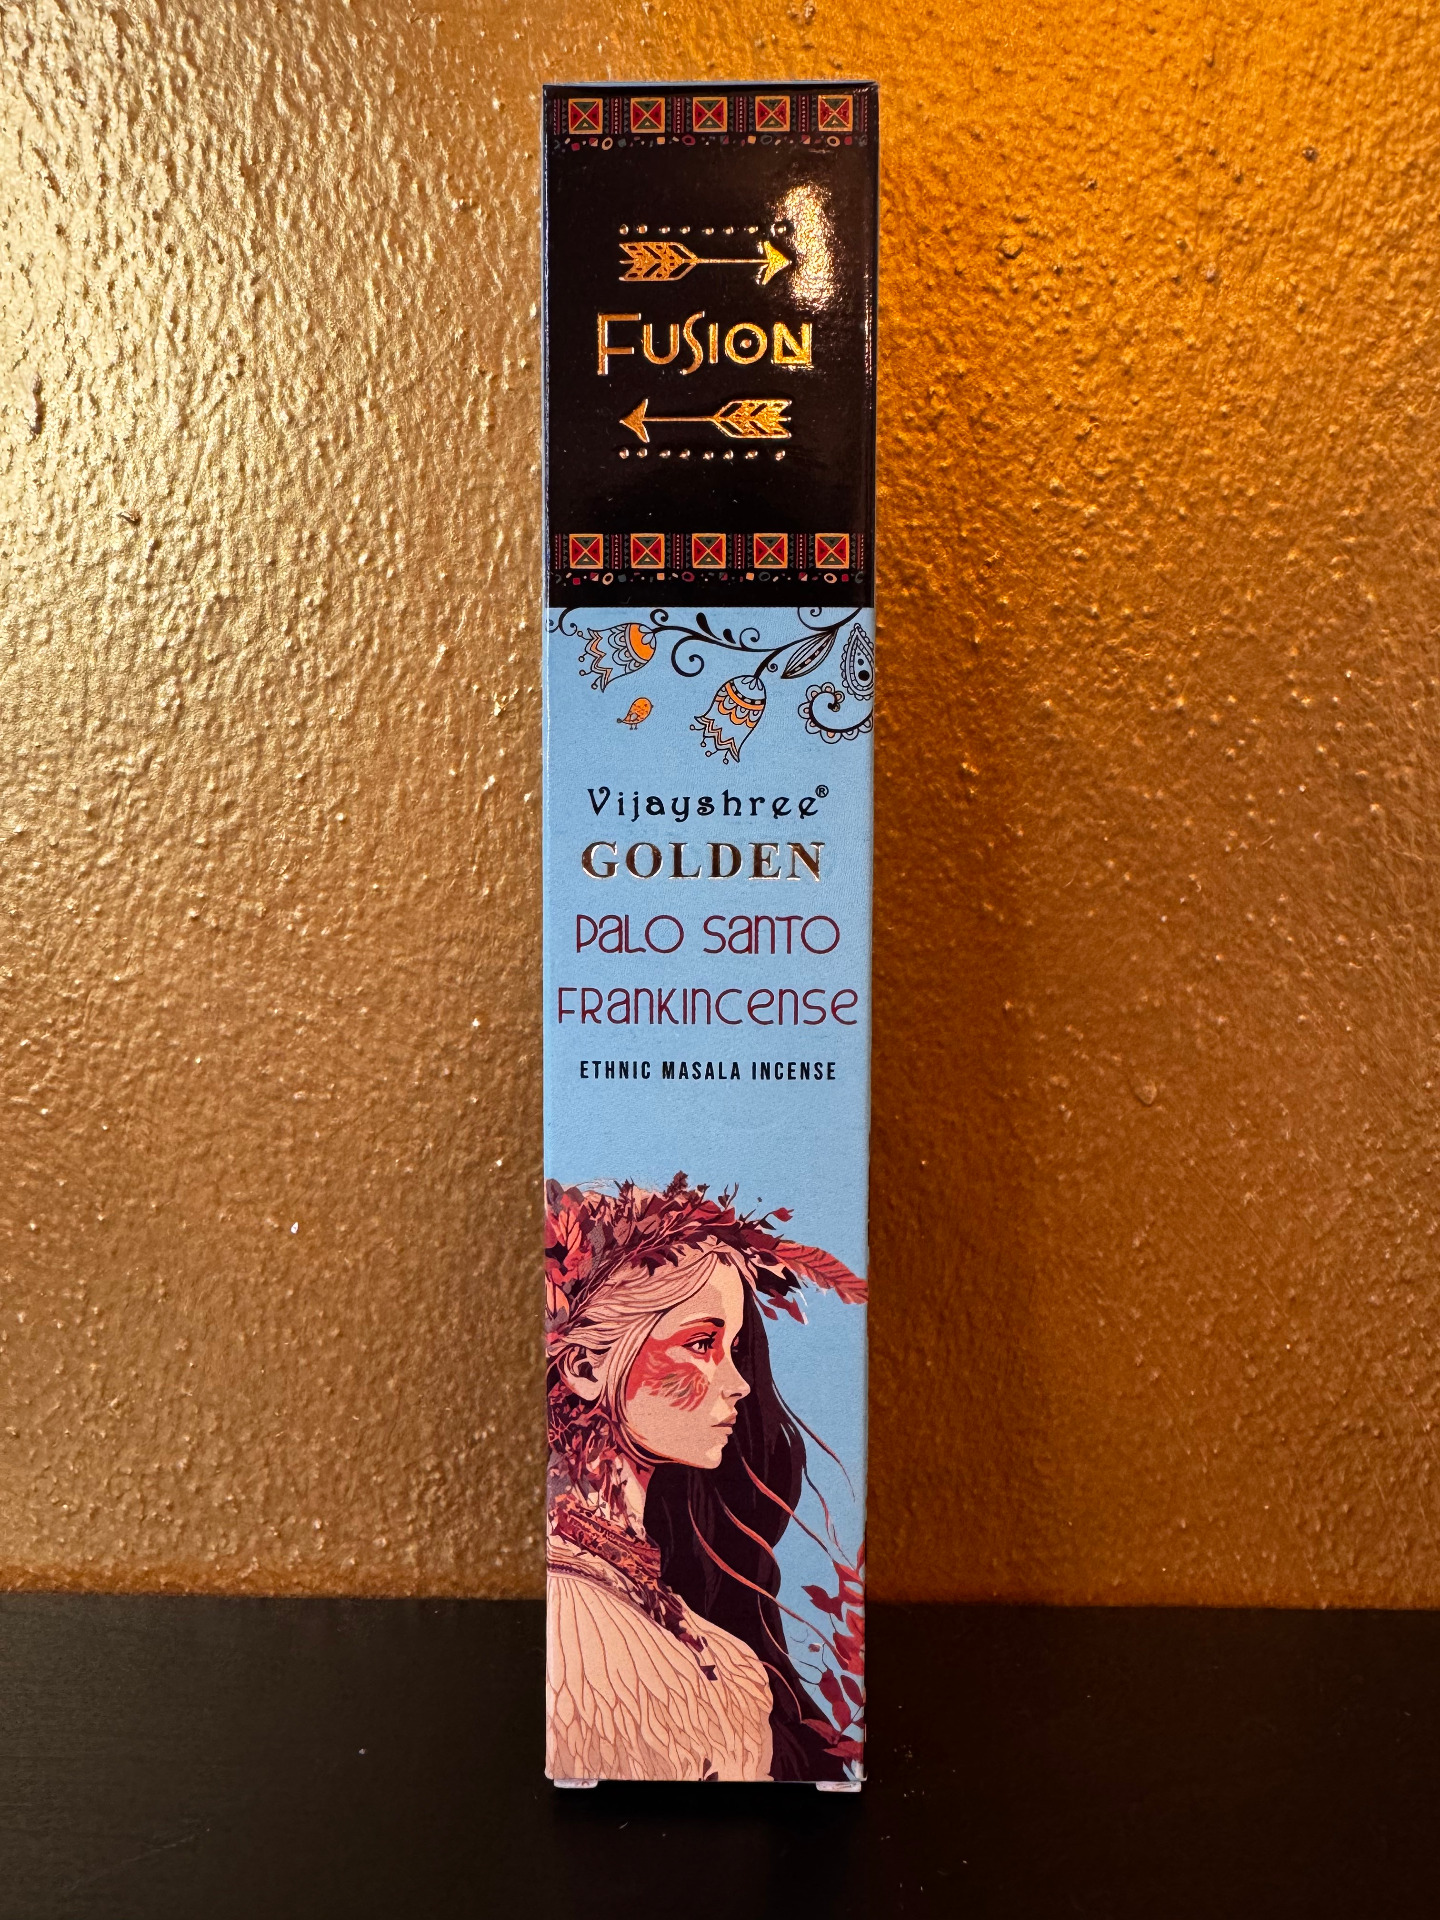 FUSION
Vijayshree®
GOLDEN
PALO SANTO
FRANKINCENSE
ETHNIC MASALA INCENSE